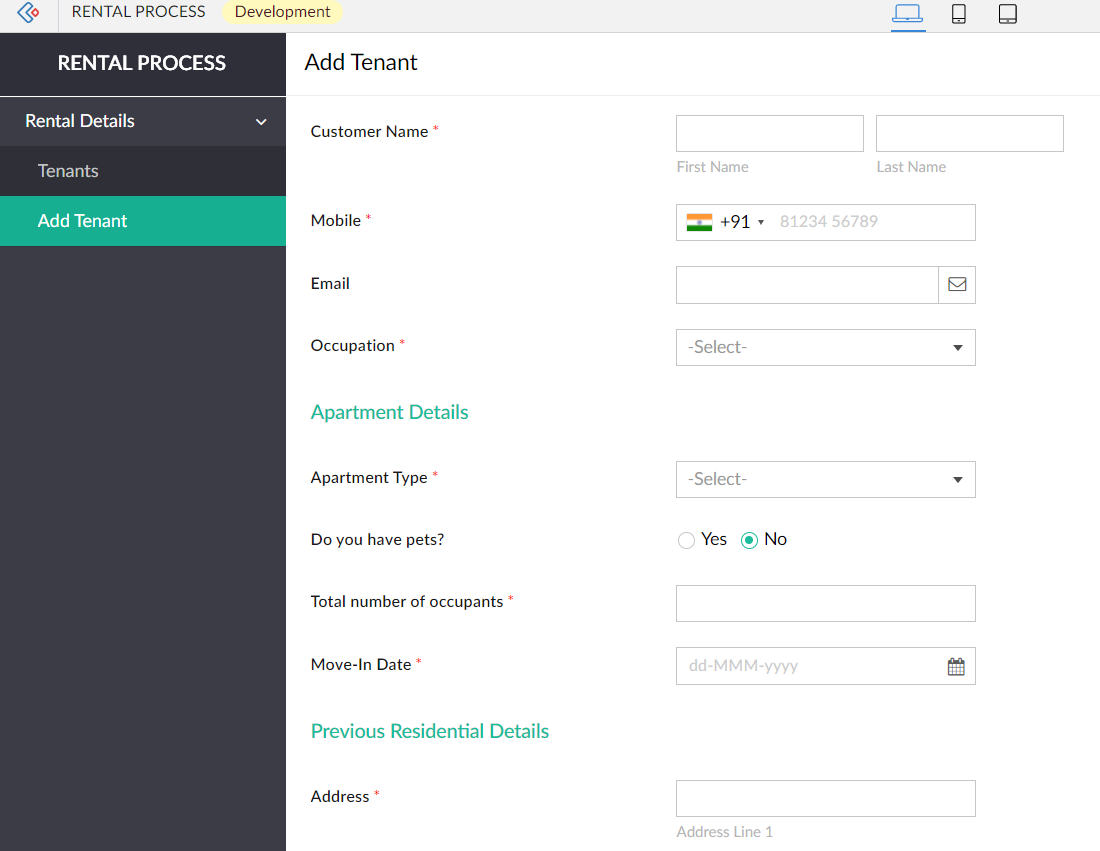 RENTAL PROCESS Development
RENTAL PROCESS
Rental Details
Tenants
Add Tenant
Add Tenant
Customer Name *
First Name Last Name
Mobile * +91 81234 56789
Email
Occupation * -Select-
Apartment Details
Apartment Type * -Select-
Do you have pets? Yes No
Total number of occupants *
Move-In Date * dd-MMM-yyyy
Previous Residential Details
Address *
Address Line 1